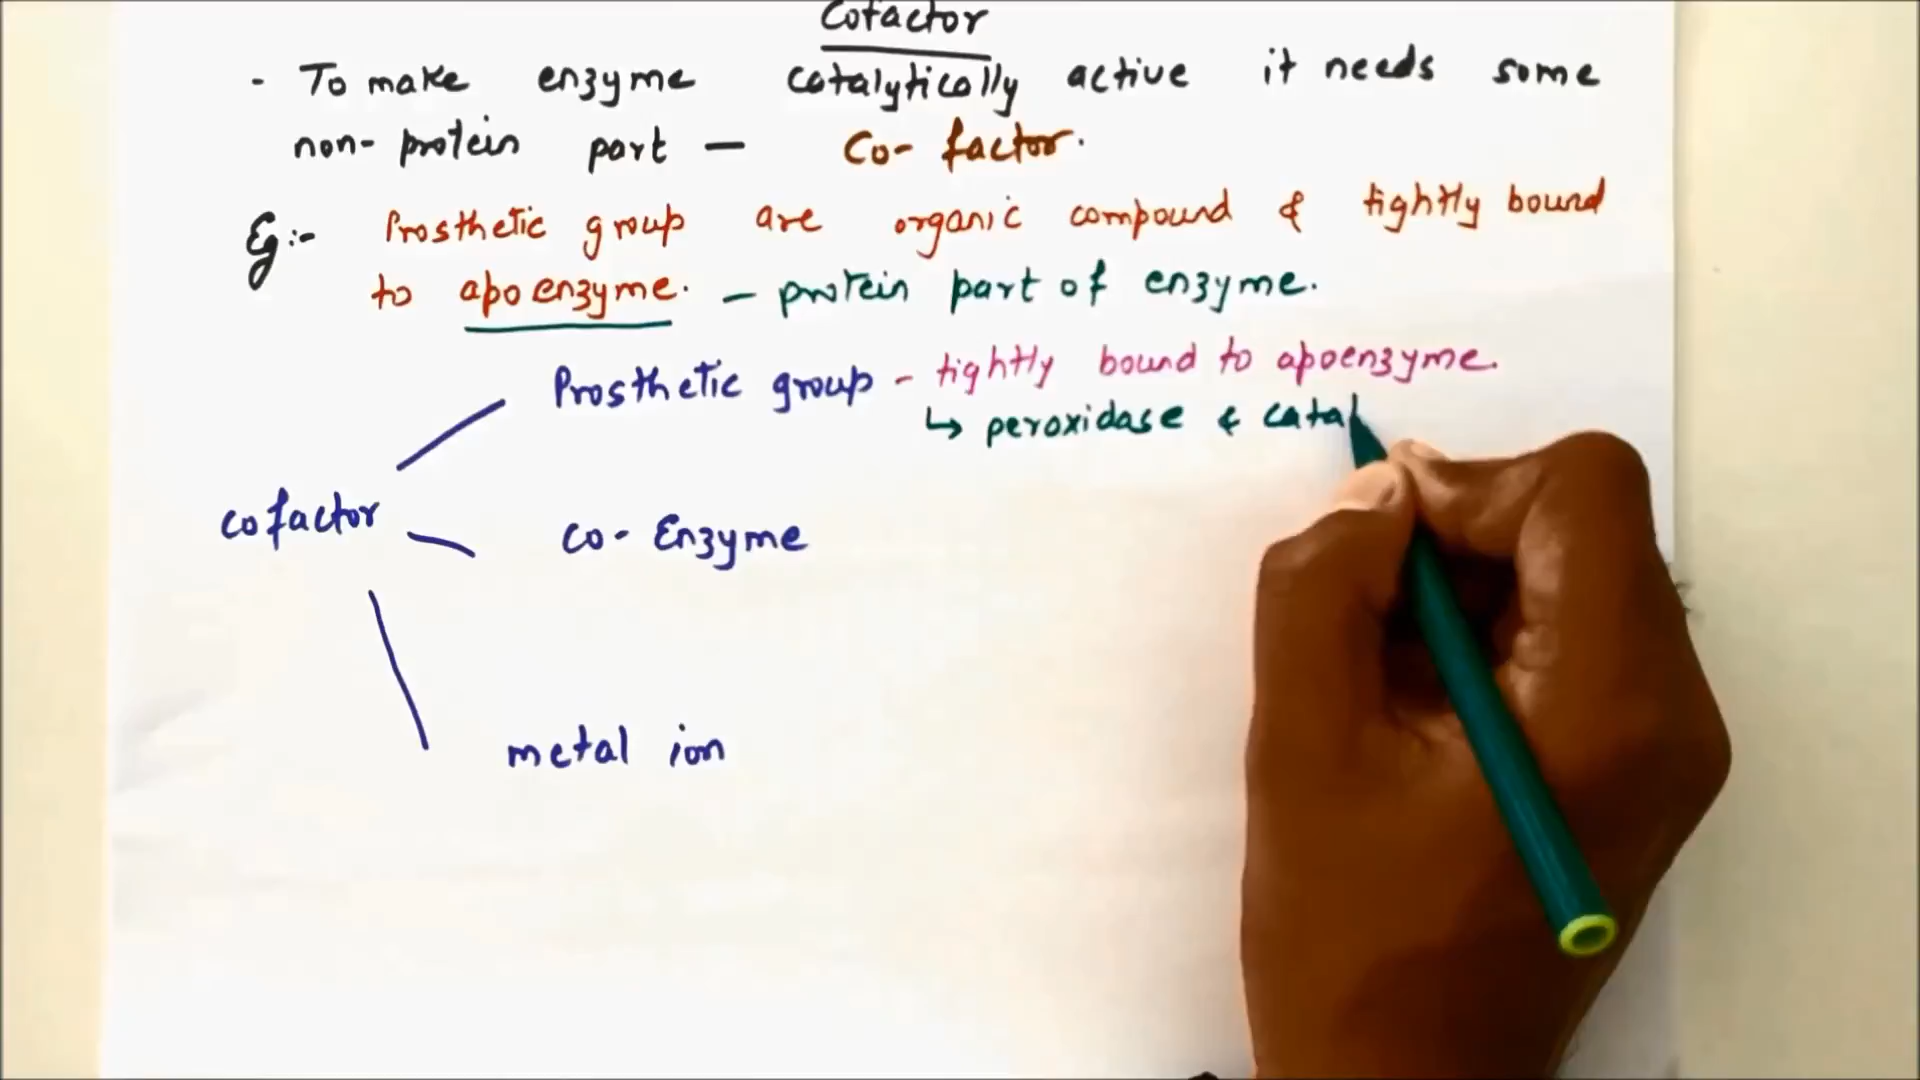 Cofactor
- To make enzyme catalytically active it needs some
non-protein part — Co-factor.
Eg:- Prosthetic group are organic compound & tightly bound
to apoenzyme. – protein part of enzyme.
Prosthetic group - tightly bound to apoenzyme.
↳ peroxidase & catal
cofactor
co-Enzyme
metal ion